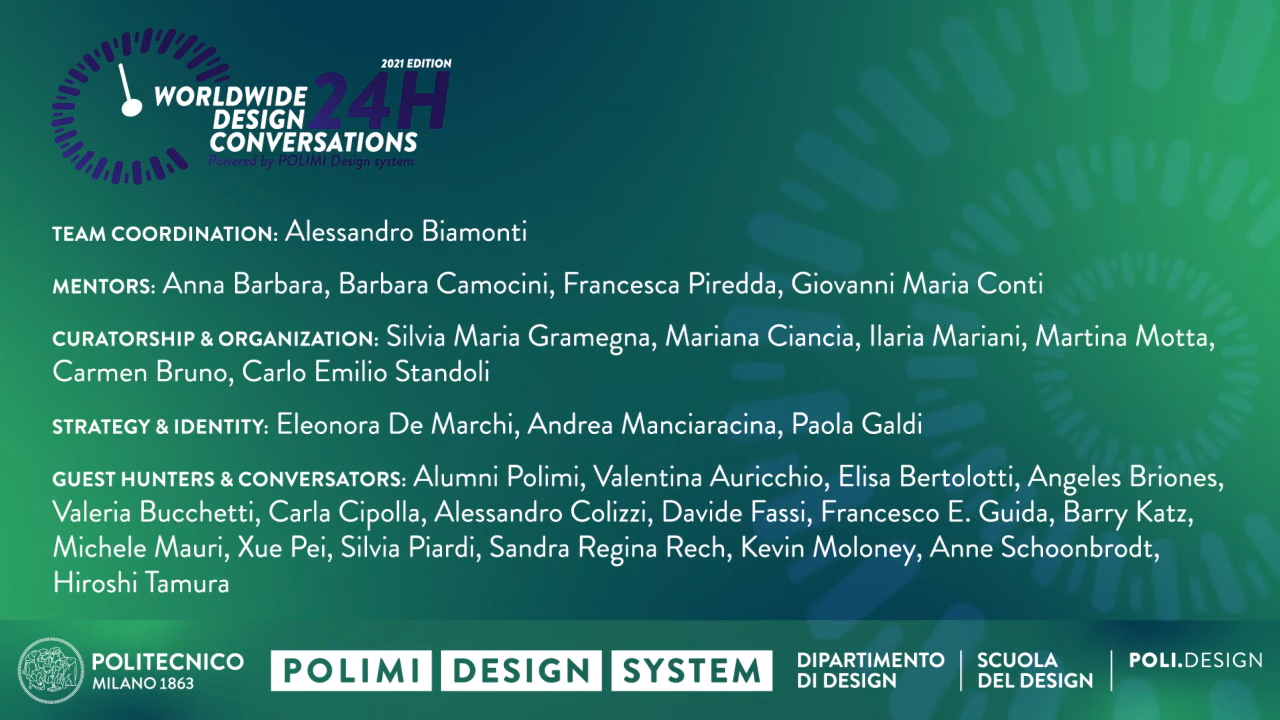 2021 EDITION
WORLDWIDE 24H
DESIGN
CONVERSATIONS
Powered by POLIMI Design system
TEAM COORDINATION: Alessandro Biamonti
MENTORS: Anna Barbara, Barbara Camocini, Francesca Piredda, Giovanni Maria Conti
CURATORSHIP & ORGANIZATION: Silvia Maria Gramegna, Mariana Ciancia, Ilaria Mariani, Martina Motta,
Carmen Bruno, Carlo Emilio Standoli
STRATEGY & IDENTITY: Eleonora De Marchi, Andrea Manciaracina, Paola Galdi
GUEST HUNTERS & CONVERSATORS: Alumni Polimi, Valentina Auricchio, Elisa Bertolotti, Angeles Briones,
Valeria Bucchetti, Carla Cipolla, Alessandro Colizzi, Davide Fassi, Francesco E. Guida, Barry Katz,
Michele Mauri, Xue Pei, Silvia Piardi, Sandra Regina Rech, Kevin Moloney, Anne Schoonbrodt,
Hiroshi Tamura
POLITECNICO
MILANO 1863
POLIMI DESIGN SYSTEM
DIPARTIMENTO
DI DESIGN
SCUOLA
DEL DESIGN
POLI.DESIGN